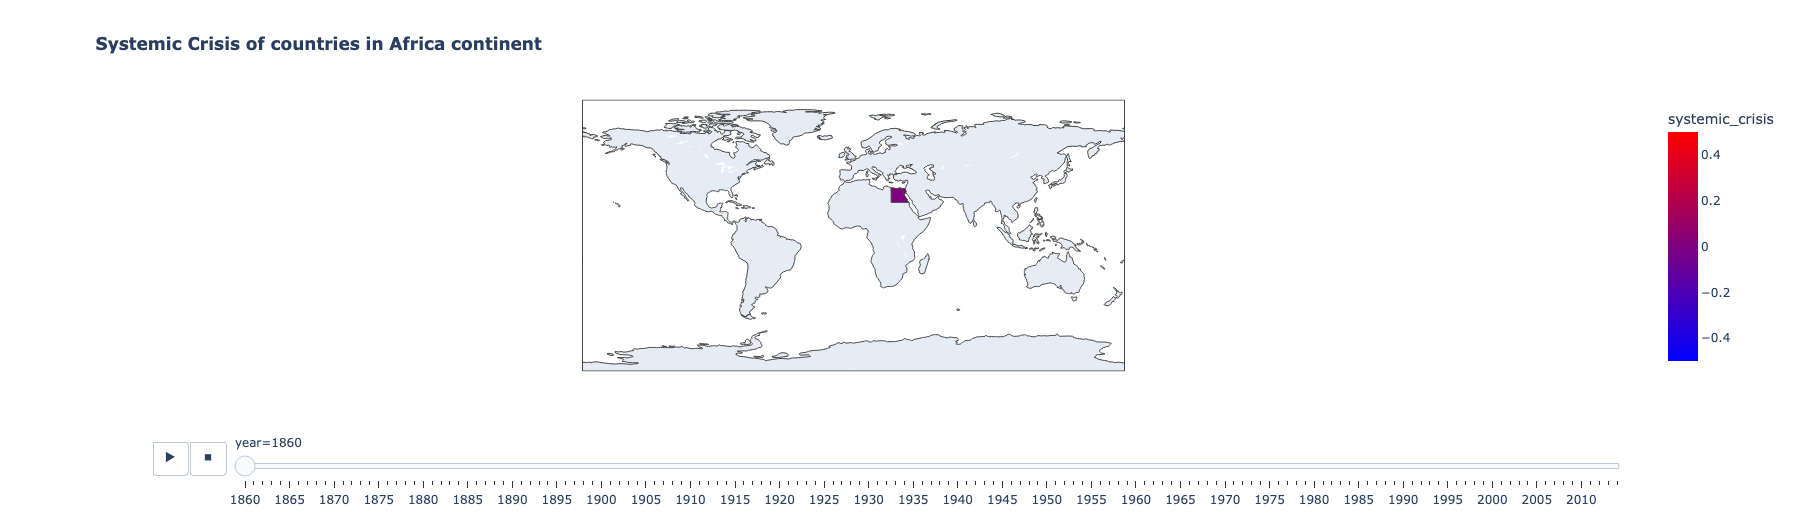 Systemic Crisis of countries in Africa continent
systemic_crisis
0.4
0.2
0
−0.2
−0.4
year=1860
1860 1865 1870 1875 1880 1885 1890 1895 1900 1905 1910 1915 1920 1925 1930 1935 1940 1945 1950 1955 1960 1965 1970 1975 1980 1985 1990 1995 2000 2005 2010